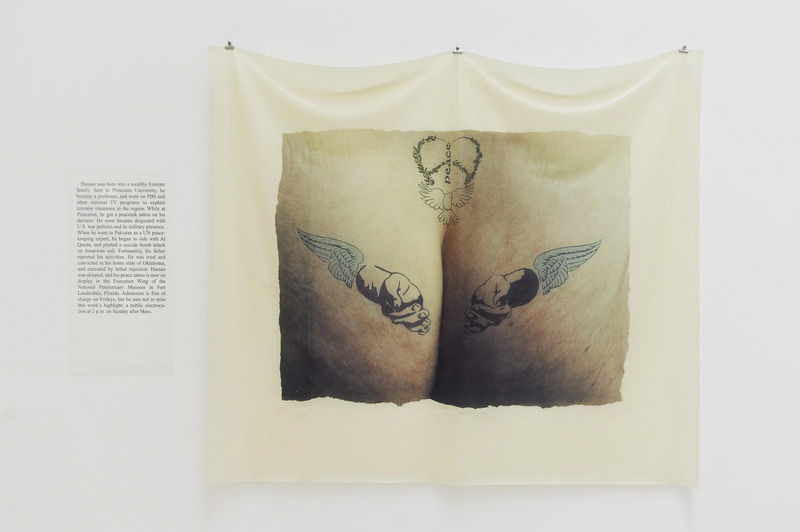 Hassan was born into a wealthy Emirate
family. Sent to Princeton University, he
became a professor, and went on PBS and
other national TV programs to explain
terrorist situations in the region. While at
Princeton, he got a peacenik tattoo on his
derriere. He soon became disgusted with
U.S. war policies and its military presence.
When he went to Pakistan as a UN peace-
keeping expert, he began to side with Al
Qaeda, and plotted a suicide bomb attack
on American soil. Fortunately, his father
reported his activities. He was tried and
convicted in his home state of Oklahoma,
and executed by lethal injection. Hassan
was skinned, and his peace tattoo is now on
display in the Execution Wing of the
National Penitentiary Museum in Fort
Lauderdale, Florida. Admission is free of
charge on Fridays, but be sure not to miss
this week's highlight: a public electrocu-
tion at 2 p.m. on Sunday after Mass.
peace